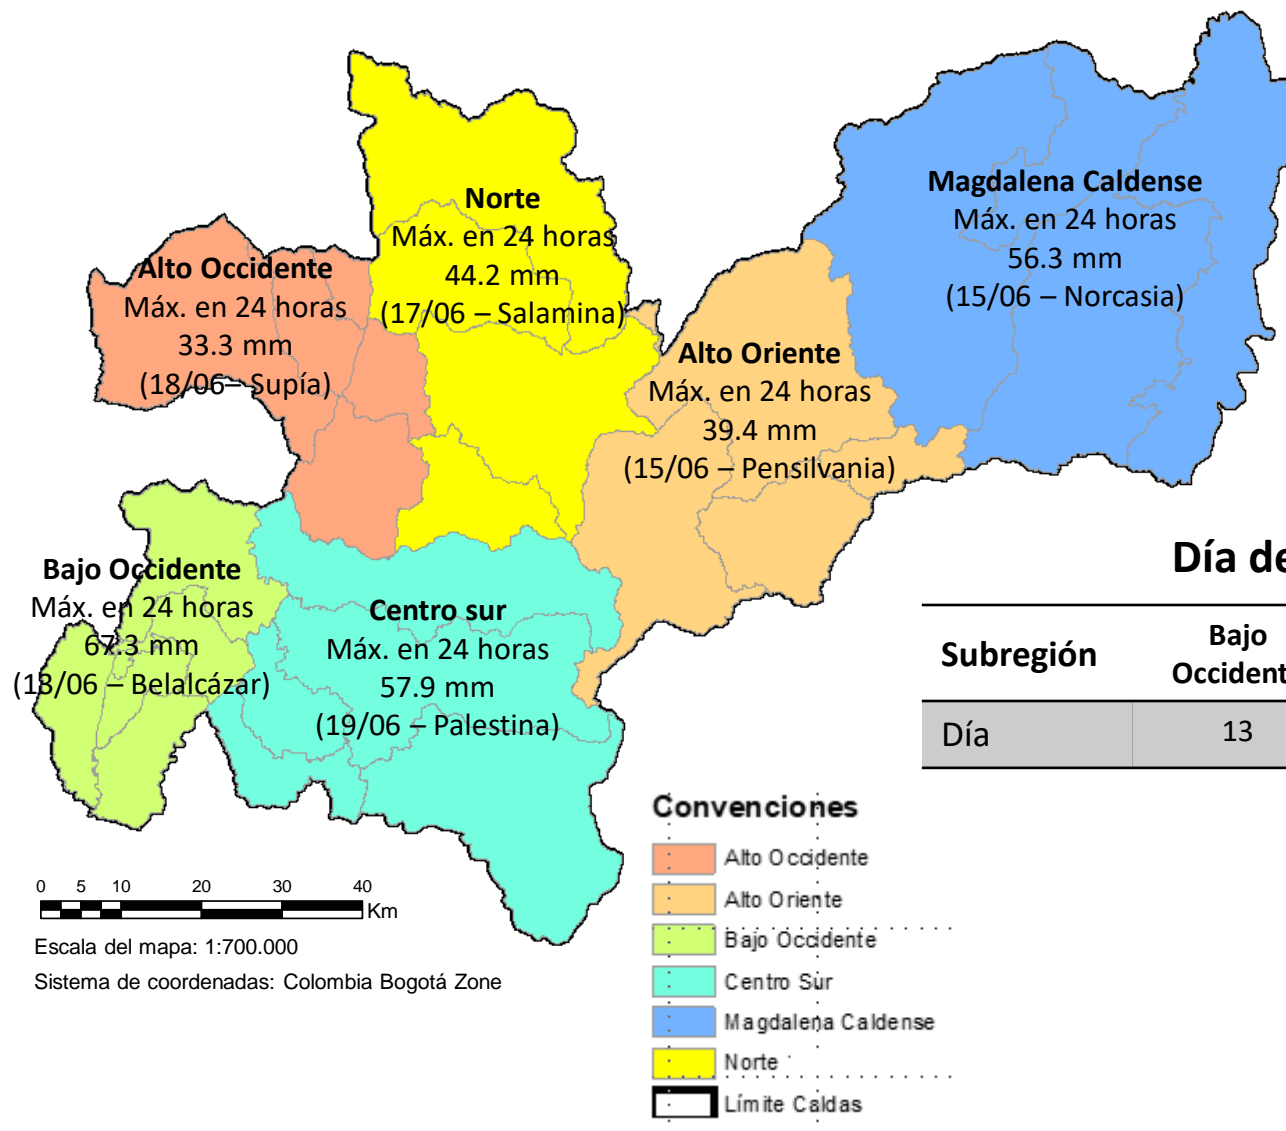 Norte
Máx. en 24 horas
44.2 mm
(17/06 – Salamina)
Magdalena Caldense
Máx. en 24 horas
56.3 mm
(15/06 – Norcasia)
Alto Occidente
Máx. en 24 horas
33.3 mm
(18/06– Supía)
Alto Oriente
Máx. en 24 horas
39.4 mm
(15/06 – Pensilvania)
Bajo Occidente
Máx. en 24 horas
67.3 mm
(13/06 – Belalcázar)
Centro sur
Máx. en 24 horas
57.9 mm
(19/06 – Palestina)
Día de
Subregión
Bajo
Occident
Día
13
0 5 10 20 30 40
Km
Escala del mapa: 1:700.000
Sistema de coordenadas: Colombia Bogotá Zone
Convenciones
Alto Occidente
Alto Oriente
Bajo Occidente
Centro Sur
Magdalena Caldense
Norte
Límite Caldas